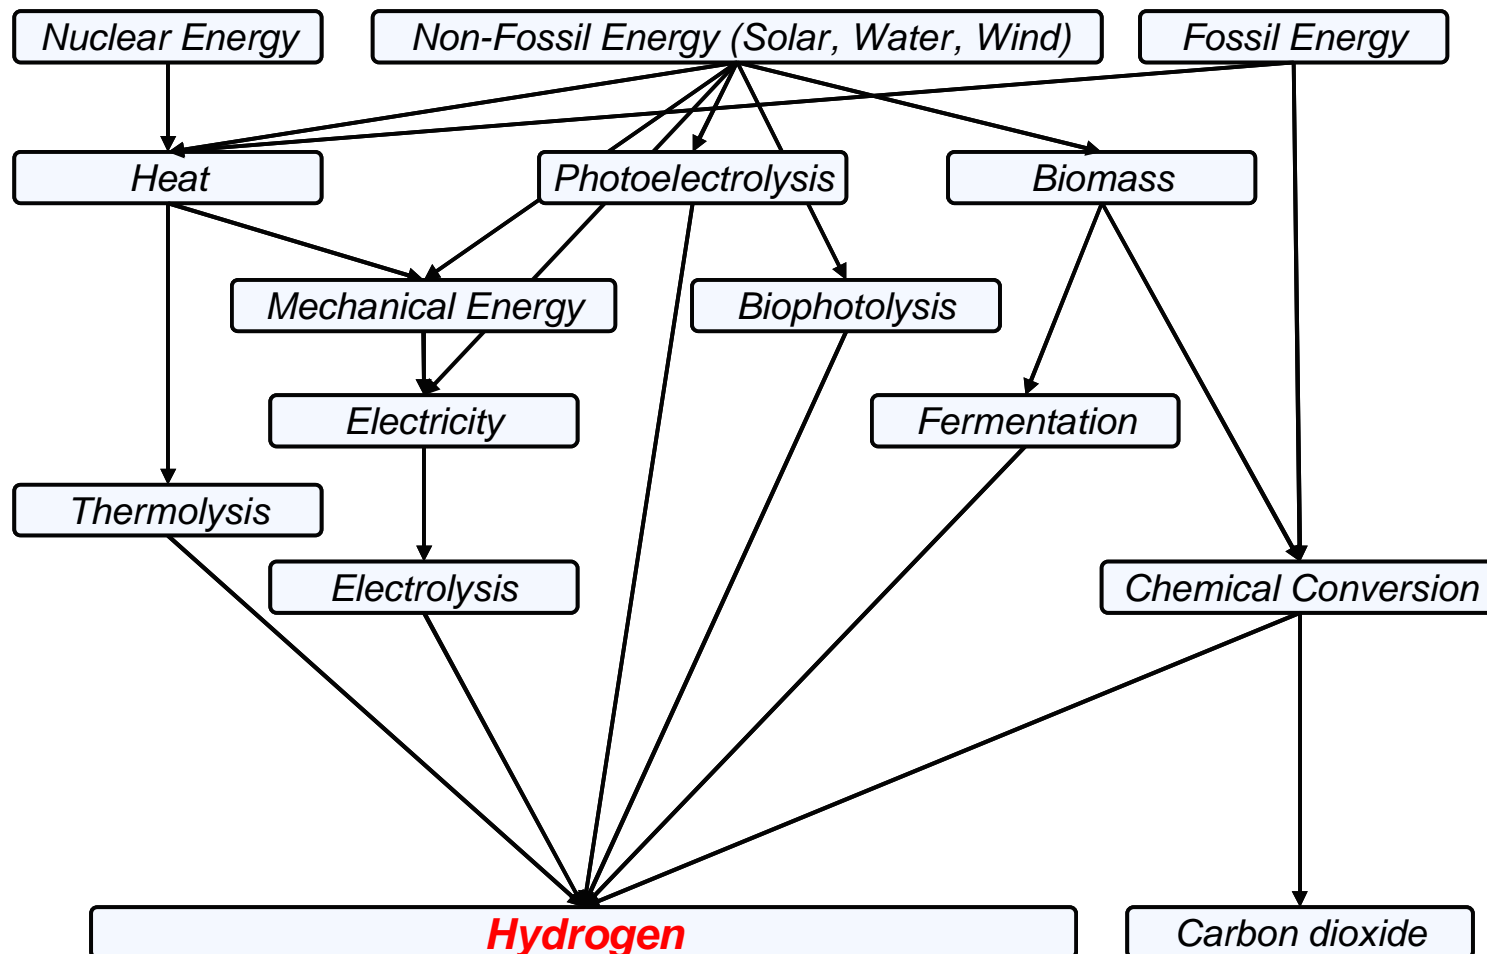 Nuclear Energy
Non-Fossil Energy (Solar, Water, Wind)
Fossil Energy
Heat
Photoelectrolysis
Biomass
Mechanical Energy
Biophotolysis
Electricity
Fermentation
Thermolysis
Electrolysis
Chemical Conversion
Hydrogen
Carbon dioxide